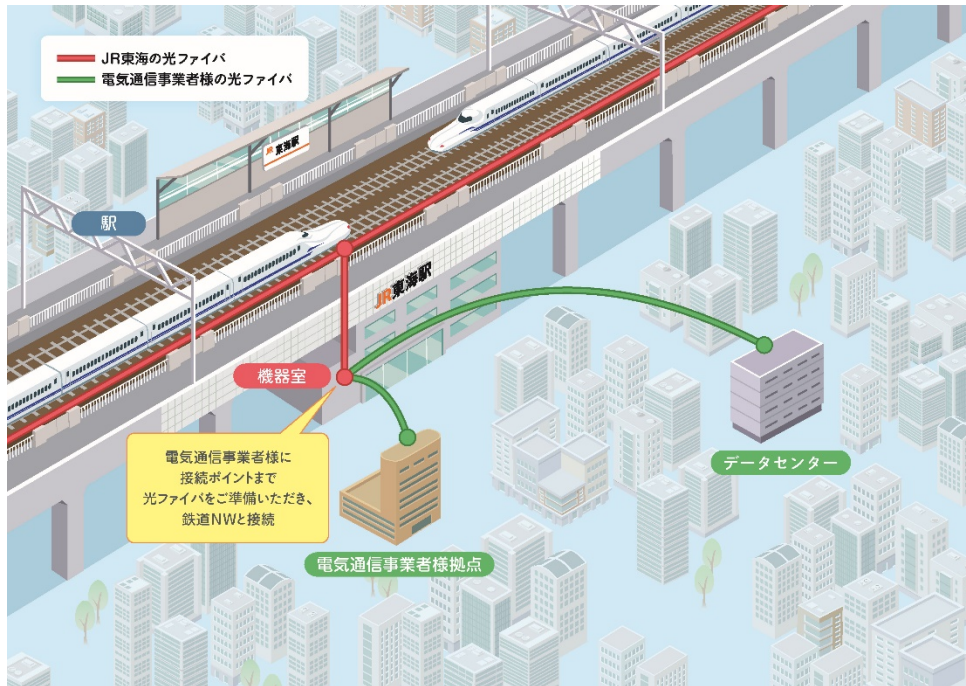 JR東海の光ファイバ
電気通信事業者様の光ファイバ
JR東海駅
駅
JR東海駅
機器室
電気通信事業者様に
接続ポイントまで
光ファイバをご準備いただき、
鉄道NWと接続
データセンター
電気通信事業者様拠点